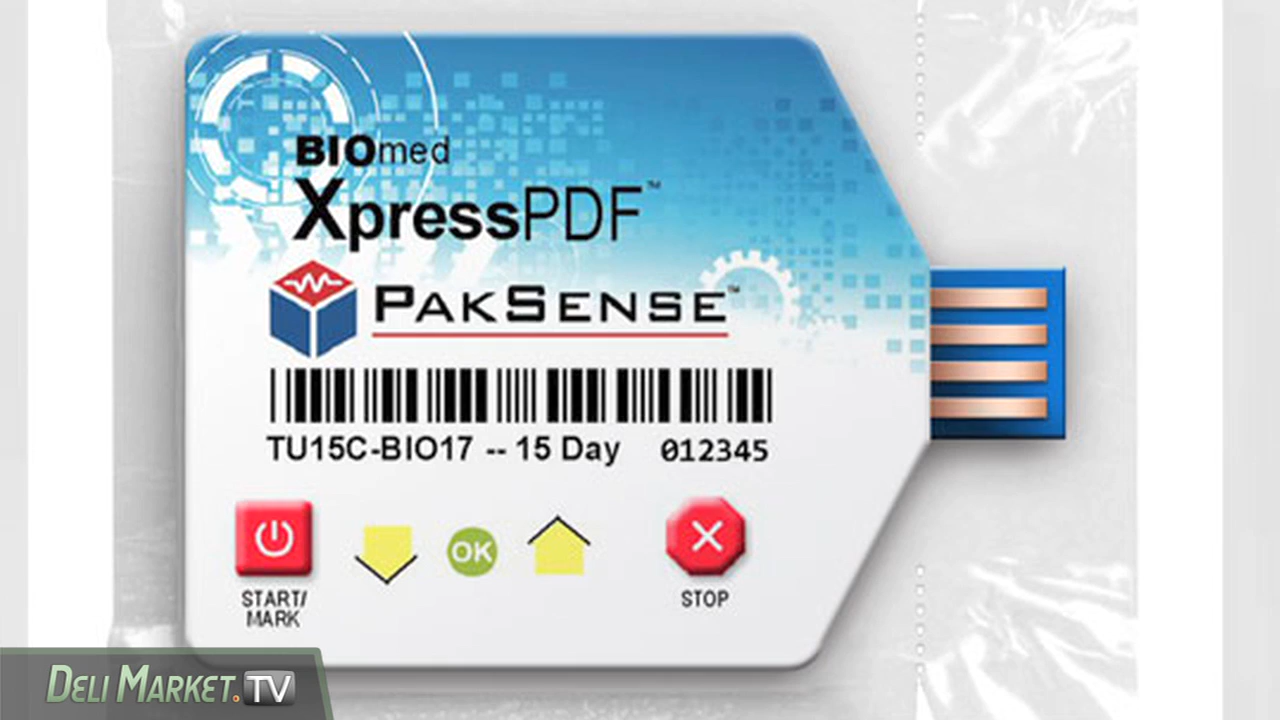 BIOmed
XpressPDF™
PAKSENSE™
TU15C-BIO17 -- 15 Day 012345
OK
START/
MARK
STOP
DELI MARKET.TV